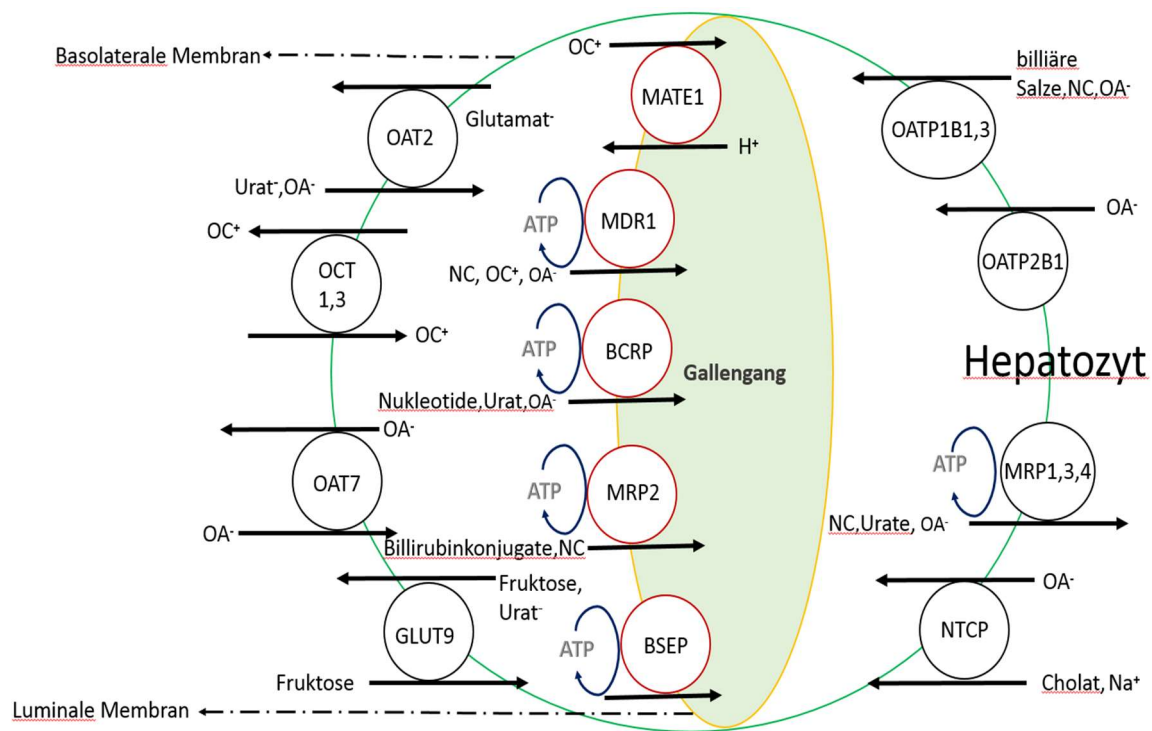 Basolaterale Membran
OC⁺
MATE1
H⁺
billiäre
Salze,NC,OA⁻
OATP1B1,3
OAT2
Glutamat⁻
Urat⁻,OA⁻
ATP
MDR1
NC, OC⁺, OA⁻
OA⁻
OATP2B1
OC⁺
OCT
1,3
OC⁺
ATP
BCRP
Nukleotide,Urat,OA⁻
Gallengang
Hepatozyt
OA⁻
OAT7
OA⁻
ATP
MRP2
Billirubinkonjugate,NC
ATP
MRP1,3,4
NC,Urate, OA⁻
Fruktose,
Urat⁻
GLUT9
Fruktose
ATP
BSEP
OA⁻
NTCP
Cholat, Na⁺
Luminale Membran